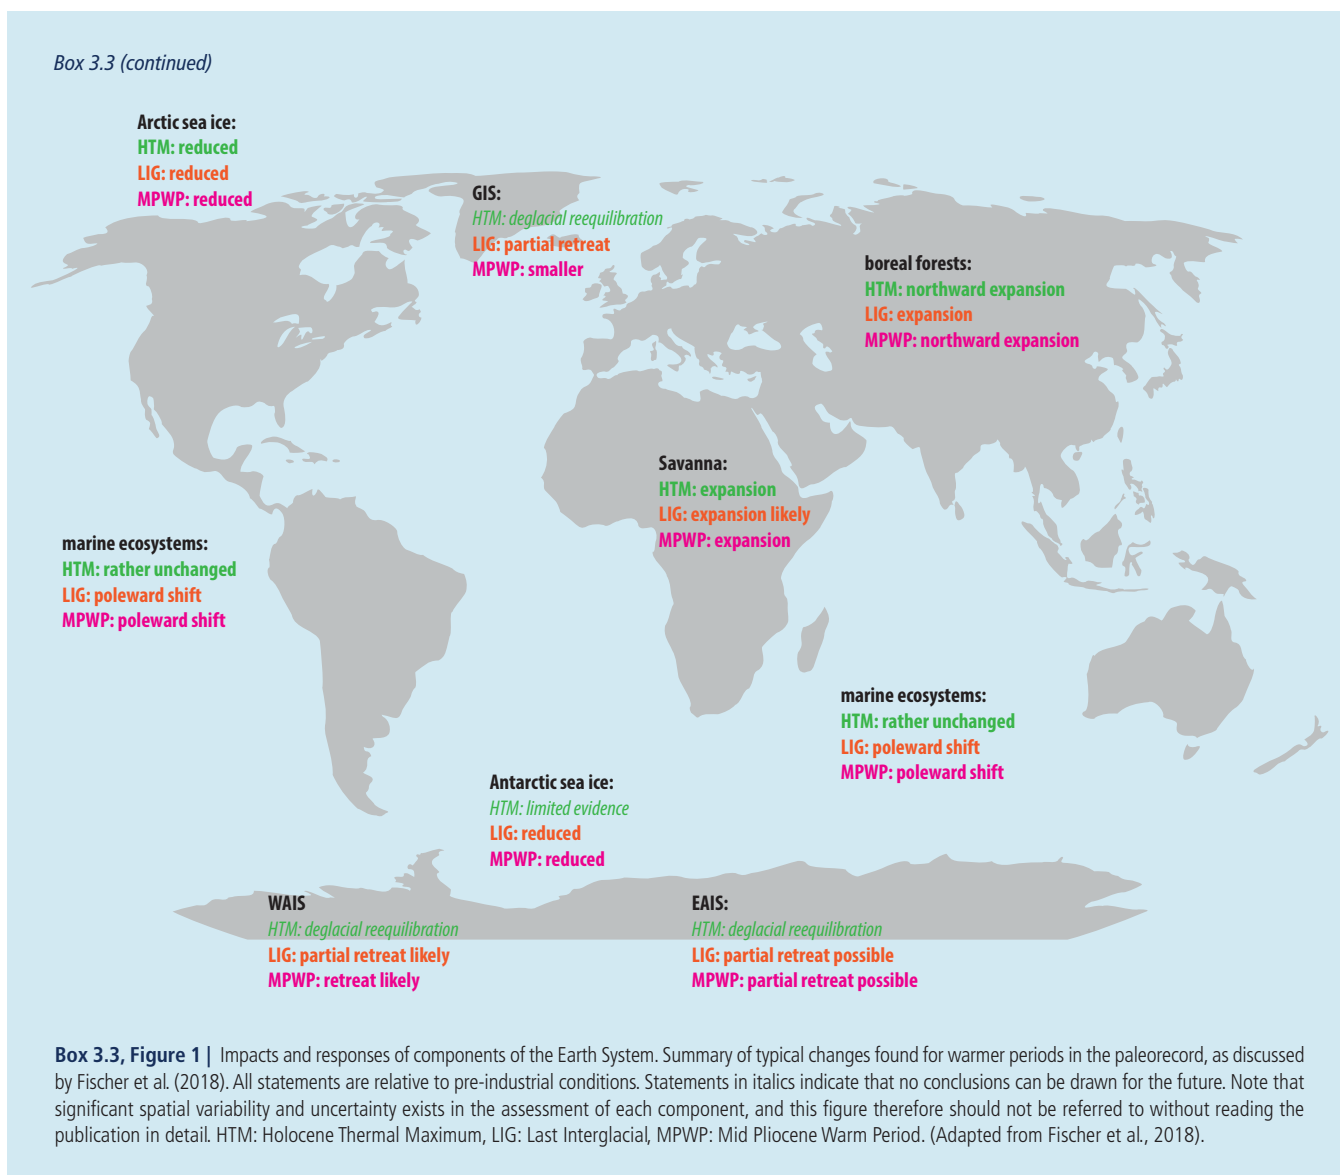 Box 3.3 (continued)
Arctic sea ice:
HTM: reduced
LIG: reduced
MPWP: reduced
GIS:
HTM: deglacial reequilibration
LIG: partial retreat
MPWP: smaller
boreal forests:
HTM: northward expansion
LIG: expansion
MPWP: northward expansion
Savanna:
HTM: expansion
LIG: expansion likely
MPWP: expansion
marine ecosystems:
HTM: rather unchanged
LIG: poleward shift
MPWP: poleward shift
marine ecosystems:
HTM: rather unchanged
LIG: poleward shift
MPWP: poleward shift
Antarctic sea ice:
HTM: limited evidence
LIG: reduced
MPWP: reduced
WAIS
HTM: deglacial reequilibration
LIG: partial retreat likely
MPWP: retreat likely
EAIS:
HTM: deglacial reequilibration
LIG: partial retreat possible
MPWP: partial retreat possible
Box 3.3, Figure 1 | Impacts and responses of components of the Earth System. Summary of typical changes found for warmer periods in the paleorecord, as discussed
by Fischer et al. (2018). All statements are relative to pre-industrial conditions. Statements in italics indicate that no conclusions can be drawn for the future. Note that
significant spatial variability and uncertainty exists in the assessment of each component, and this figure therefore should not be referred to without reading the
publication in detail. HTM: Holocene Thermal Maximum, LIG: Last Interglacial, MPWP: Mid Pliocene Warm Period. (Adapted from Fischer et al., 2018).